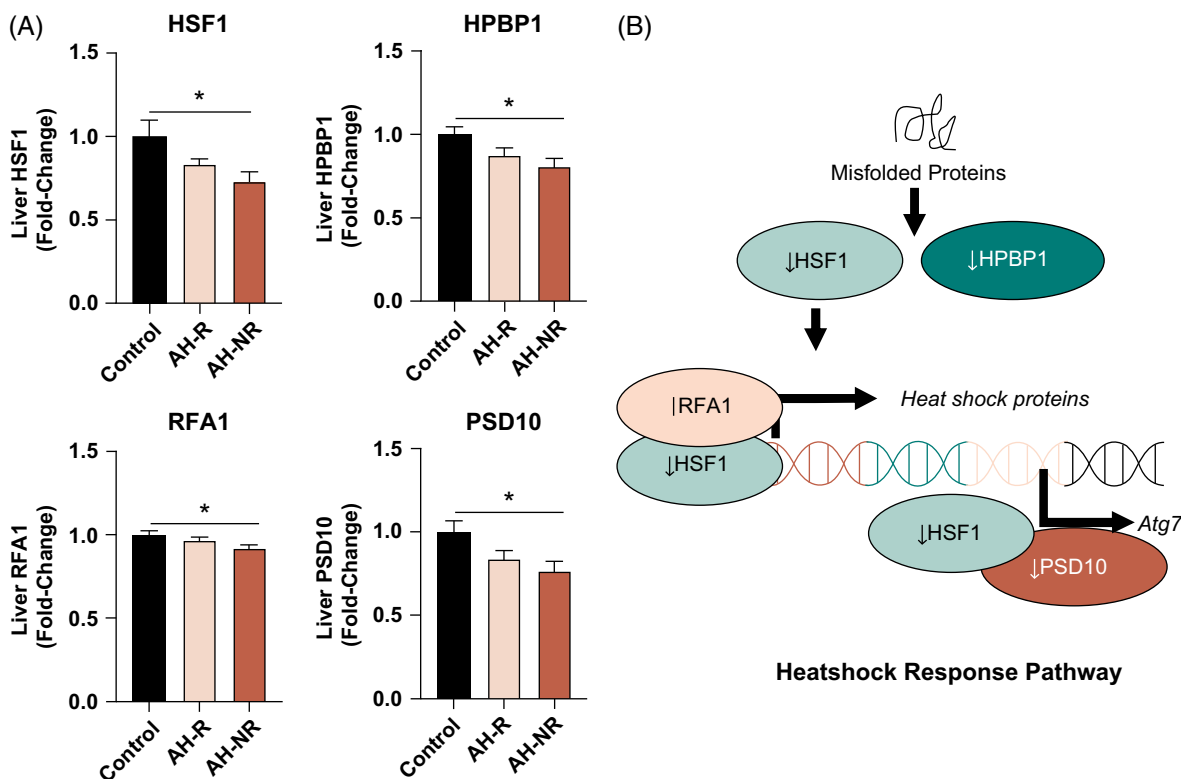 (A)
HSF1
Liver HSF1
(Fold-Change)
1.5
1.0
0.5
0.0
*
Control
AH-R
AH-NR
HPBP1
Liver HPBP1
(Fold-Change)
1.5
1.0
0.5
0.0
*
Control
AH-R
AH-NR
RFA1
Liver RFA1
(Fold-Change)
1.5
1.0
0.5
0.0
*
Control
AH-R
AH-NR
PSD10
Liver PSD10
(Fold-Change)
1.5
1.0
0.5
0.0
*
Control
AH-R
AH-NR
(B)
Misfolded Proteins
↓HSF1
↓HPBP1
|RFA1
Heat shock proteins
↓HSF1
Atg7
↓HSF1
↓PSD10
Heatshock Response Pathway